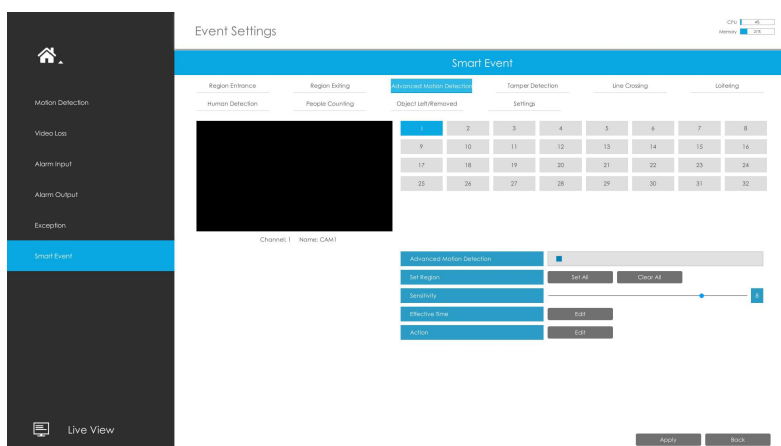 Event Settings
CPU 4%
Memory 31%
Smart Event
Region Entrance Region Exiting Advanced Motion Detection Tamper Detection Line Crossing Loitering
Human Detection People Counting Object Left/Removed Settings
Motion Detection
Video Loss
Alarm Input
Alarm Output
Exception
Smart Event
1 2 3 4 5 6 7 8
9 10 11 12 13 14 15 16
17 18 19 20 21 22 23 24
25 26 27 28 29 30 31 32
Channel: 1 Name: CAM1
Advanced Motion Detection
Set Region Set All Clear All
Sensitivity
Effective Time Edit
Action Edit
Live View
Apply Back